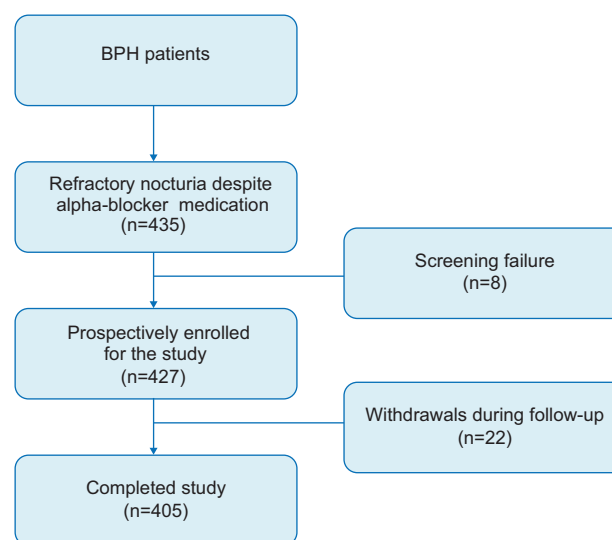 BPH patients
Refractory nocturia despite
alpha-blocker medication
(n=435)
Screening failure
(n=8)
Prospectively enrolled
for the study
(n=427)
Withdrawals during follow-up
(n=22)
Completed study
(n=405)